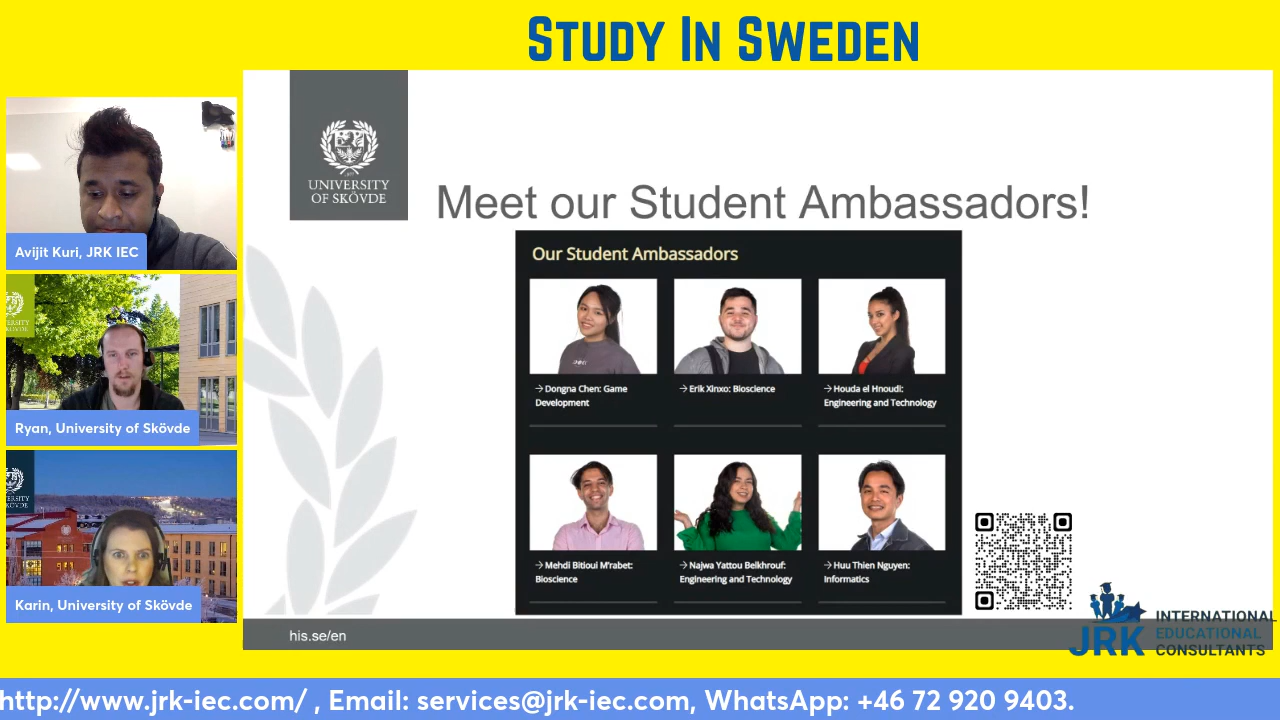 STUDY IN SWEDEN
UNIVERSITY
OF SKÖVDE
Meet our Student Ambassadors!
Our Student Ambassadors
→ Dongna Chen: Game
Development
→ Erik Xinxo: Bioscience
→ Houda el Hnoudi:
Engineering and Technology
→ Mehdi Bitioui M'rabet:
Bioscience
→ Najwa Yattou Belkhrouf:
Engineering and Technology
→ Huu Thien Nguyen:
Informatics
Avijit Kuri, JRK IEC
Ryan, University of Skövde
Karin, University of Skövde
his.se/en
JRK
INTERNATIONAL
EDUCATIONAL
CONSULTANTS
http://www.jrk-iec.com/ , Email: services@jrk-iec.com, WhatsApp: +46 72 920 9403.